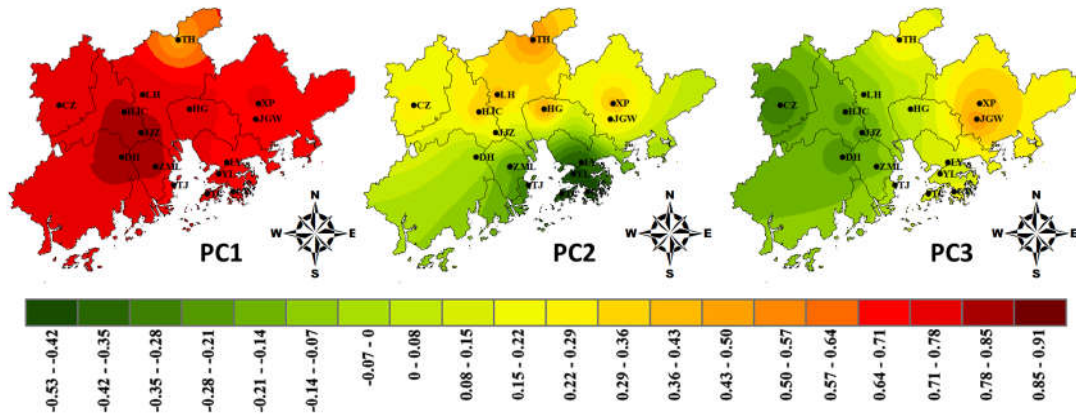 TH
CZ
LH
HJC
HG
XP
JGW
JJZ
DH
ZML
LY
YL
TJ
N
W E
S
PC1
TH
CZ
LH
HJC
HG
XP
JGW
JJZ
DH
ZML
LY
YL
TJ
N
W E
S
PC2
TH
CZ
LH
HJC
HG
XP
JGW
JJZ
DH
ZML
LY
YL
TJ
N
W E
S
PC3
-0.53 - -0.42
-0.42 - -0.35
-0.35 - -0.28
-0.28 - -0.21
-0.21 - -0.14
-0.14 - -0.07
-0.07 - 0
0 - 0.08
0.08 - 0.15
0.15 - 0.22
0.22 - 0.29
0.29 - 0.36
0.36 - 0.43
0.43 - 0.50
0.50 - 0.57
0.57 - 0.64
0.64 - 0.71
0.71 - 0.78
0.78 - 0.85
0.85 - 0.91